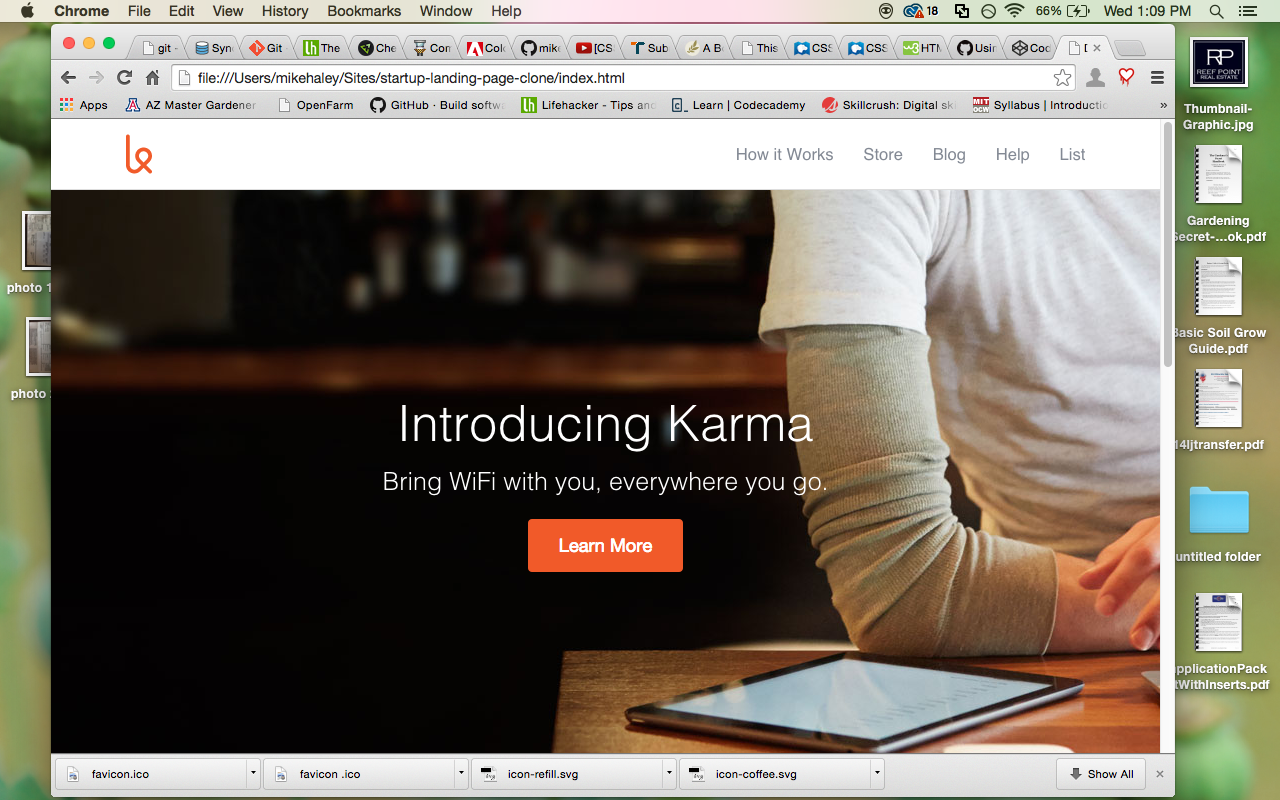 Chrome File Edit View History Bookmarks Window Help 18 66% Wed 1:09 PM
git - Syn Git The Che Con Colo mike [CS Sub A Be This CSS CSS HTM Usin Coc
file:///Users/mikehaley/Sites/startup-landing-page-clone/index.html
Apps AZ Master Gardener OpenFarm GitHub · Build softwa Lifehacker - Tips and Learn | Codecademy Skillcrush: Digital ski Syllabus | Introductio »
How it Works Store Blog Help List
Introducing Karma
Bring WiFi with you, everywhere you go.
Learn More
favicon.ico favicon .ico icon-refill.svg icon-coffee.svg Show All
photo 1
photo
RP
REEF POINT
REAL ESTATE
Thumbnail-
Graphic.jpg
Gardening
Secret-...ok.pdf
Basic Soil Grow
Guide.pdf
14ljtransfer.pdf
untitled folder
pplicationPack
tWithInserts.pdf